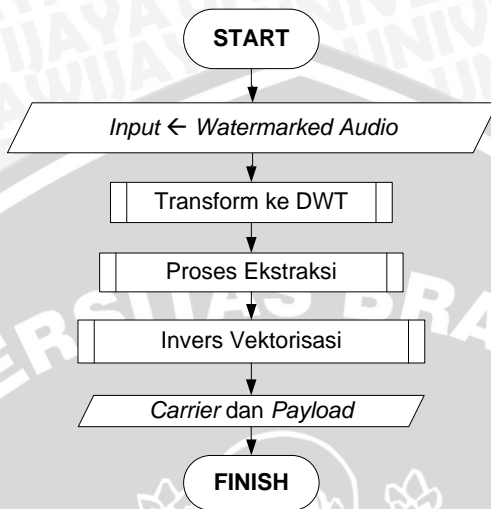 START
Input ← Watermarked Audio
Transform ke DWT
Proses Ekstraksi
Invers Vektorisasi
Carrier dan Payload
FINISH